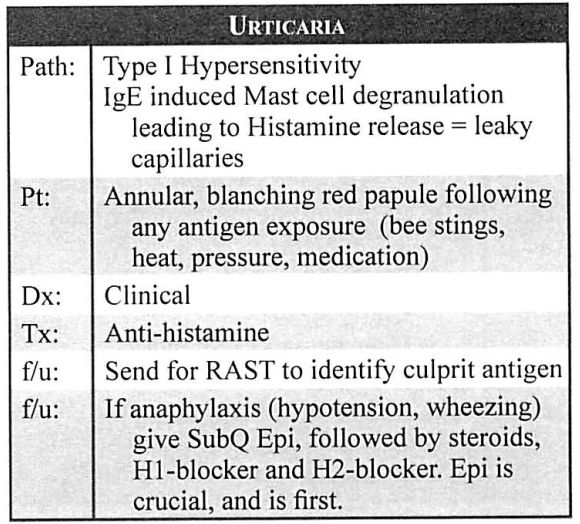 URTICARIA
Path: Type I Hypersensitivity
IgE induced Mast cell degranulation
leading to Histamine release = leaky
capillaries
Pt: Annular, blanching red papule following
any antigen exposure (bee stings,
heat, pressure, medication)
Dx: Clinical
Tx: Anti-histamine
f/u: Send for RAST to identify culprit antigen
f/u: If anaphylaxis (hypotension, wheezing)
give SubQ Epi, followed by steroids,
H1-blocker and H2-blocker. Epi is
crucial, and is first.